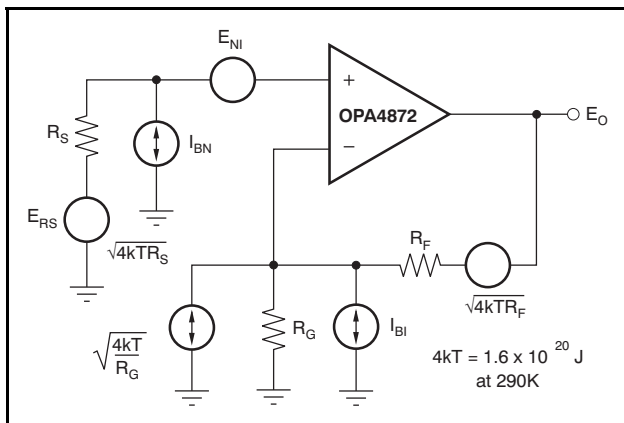 E_NI
+
OPA4872
−
E_O
R_S
I_BN
E_RS
√4kTR_S
R_F
√4kTR_F
√4kT/R_G
R_G
I_BI
4kT = 1.6 x 10 20 J
at 290K